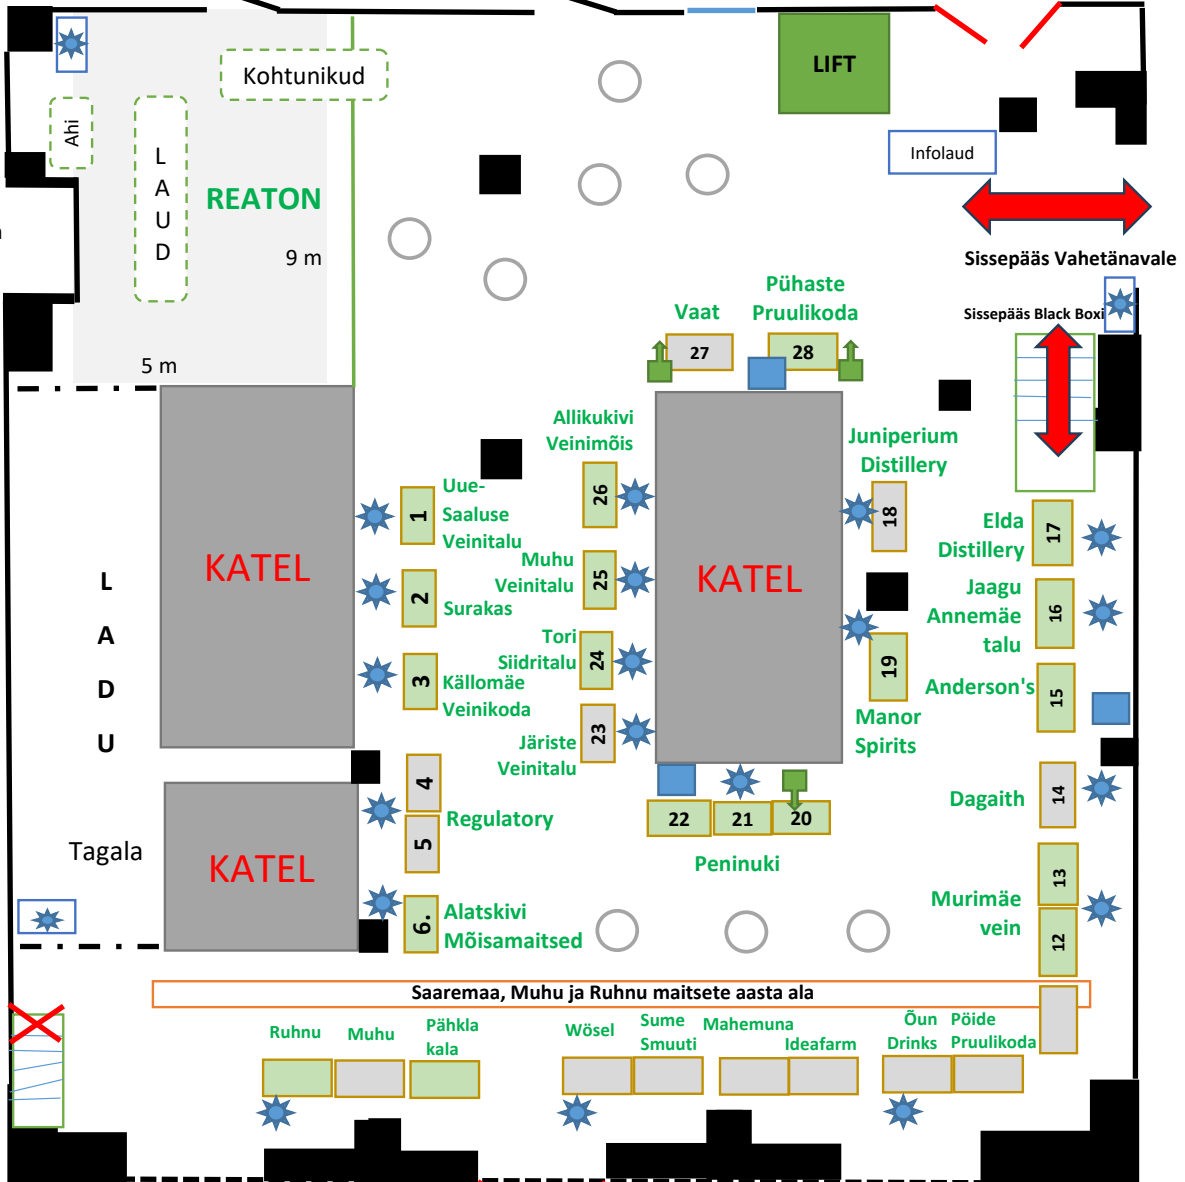 Kohtunikud
LIFT
Ahi
L
A
U
D
REATON
9 m
5 m
Infolaud
Sissepääs Vahetänavale
Sissepääs Black Boxi
Vaat
27
Pühaste
Pruulikoda
28
Allikukivi
Veinimõis
26
Juniperium
Distillery
18
KATEL
1
Uue-
Saaluse
Veinitalu
2
Surakas
3
Källomäe
Veinikoda
Muhu
Veinitalu
25
KATEL
Tori
Siidritalu
24
Järiste
Veinitalu
23
19
Manor
Spirits
Elda
Distillery
17
Jaagu
Annemäe
talu
16
Anderson's
15
L
A
D
U
4
5
Regulatory
22
21
20
Peninuki
Dagaith
14
Tagala
KATEL
6.
Alatskivi
Mõisamaitsed
Murimäe
vein
13
12
Saaremaa, Muhu ja Ruhnu maitsete aasta ala
Ruhnu
Muhu
Pähkla
kala
Wösel
Sume
Smuuti
Mahemuna
Ideafarm
Õun
Drinks
Pöide
Pruulikoda